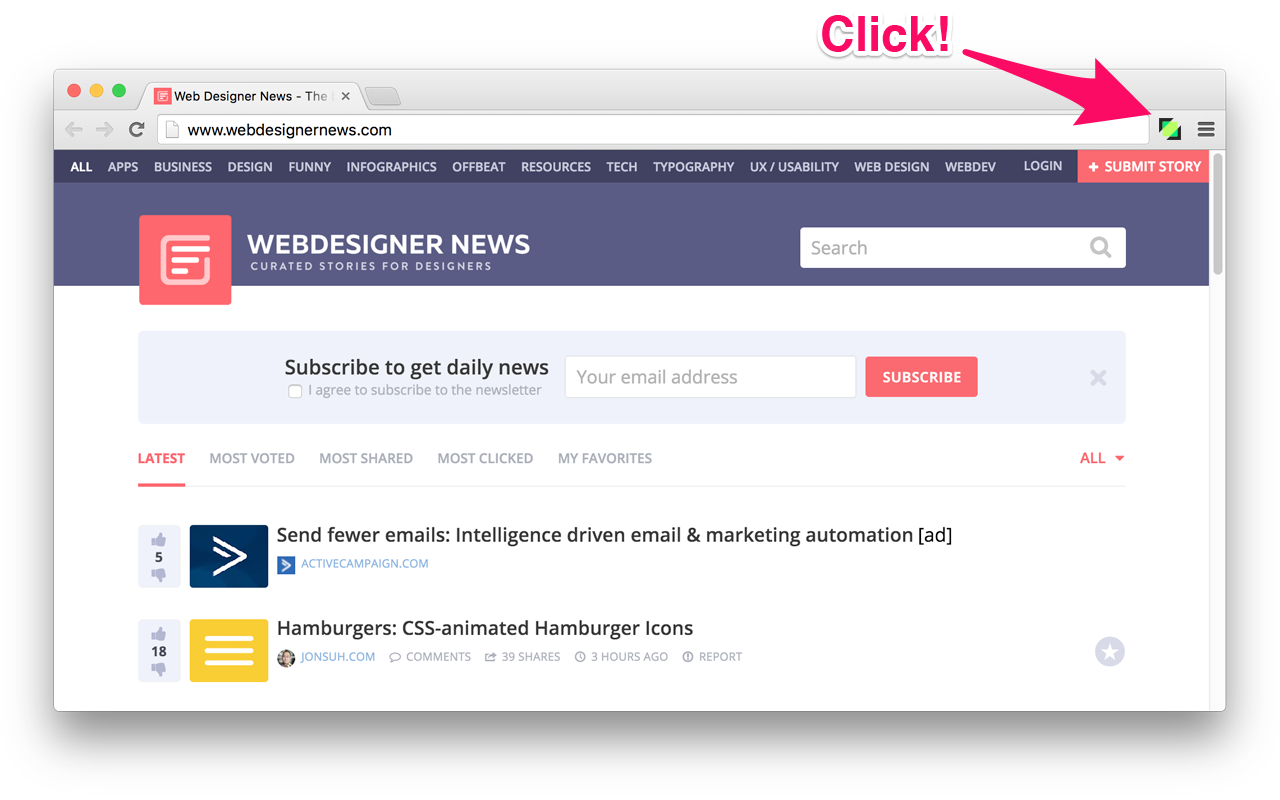 Click!
Web Designer News - The
www.webdesignernews.com
ALL APPS BUSINESS DESIGN FUNNY INFOGRAPHICS OFFBEAT RESOURCES TECH TYPOGRAPHY UX / USABILITY WEB DESIGN WEBDEV LOGIN + SUBMIT STORY
WEBDESIGNER NEWS
CURATED STORIES FOR DESIGNERS
Search
Subscribe to get daily news
I agree to subscribe to the newsletter
Your email address
SUBSCRIBE
LATEST MOST VOTED MOST SHARED MOST CLICKED MY FAVORITES ALL
5
Send fewer emails: Intelligence driven email & marketing automation [ad]
ACTIVECAMPAIGN.COM
18
Hamburgers: CSS-animated Hamburger Icons
JONSUH.COM COMMENTS 39 SHARES 3 HOURS AGO REPORT